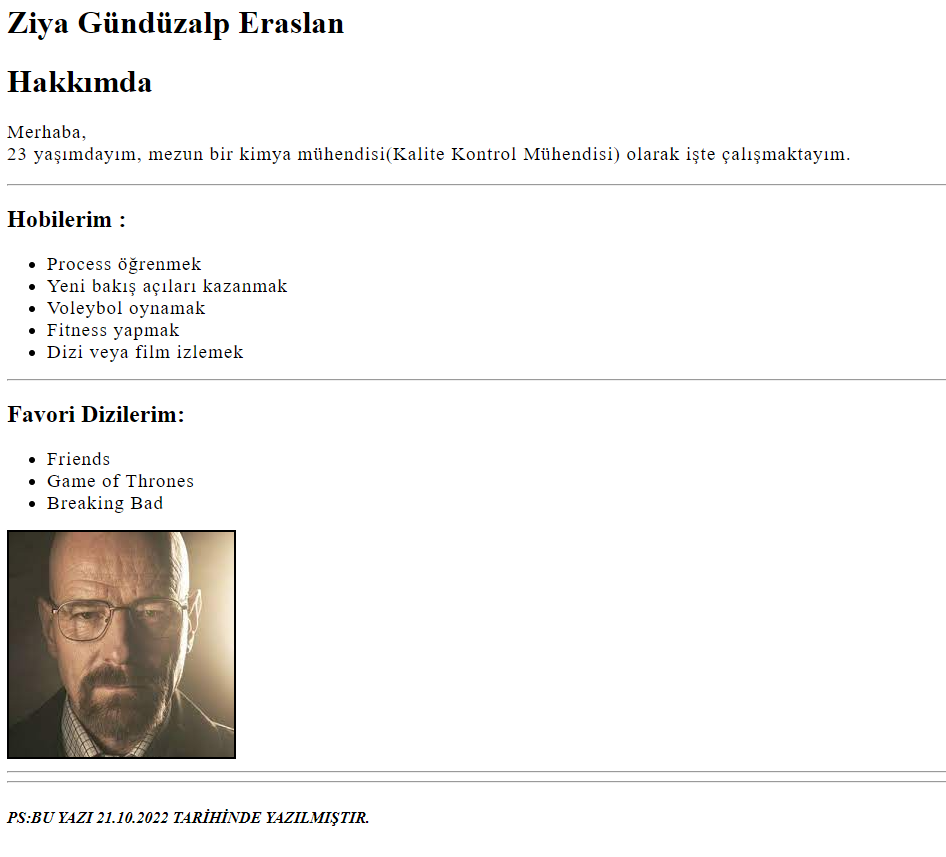 Ziya Gündüzalp Eraslan
Hakkımda
Merhaba,
23 yaşımdayım, mezun bir kimya mühendisi(Kalite Kontrol Mühendisi) olarak işte çalışmaktayım.
Hobilerim :
Process öğrenmek
Yeni bakış açıları kazanmak
Voleybol oynamak
Fitness yapmak
Dizi veya film izlemek
Favori Dizilerim:
Friends
Game of Thrones
Breaking Bad
PS:BU YAZI 21.10.2022 TARİHİNDE YAZILMIŞTIR.